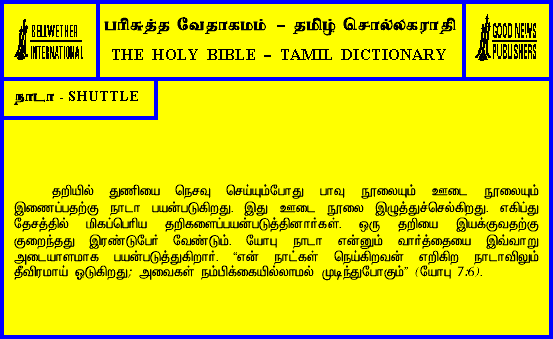 BELLWETHER
INTERNATIONAL
பரிசுத்த வேதாகமம் – தமிழ் சொல்லகராதி
THE HOLY BIBLE – TAMIL DICTIONARY
GOOD NEWS
PUBLISHERS
நாடா - SHUTTLE
தறியில் துணியை நெசவு செய்யும்போது பாவு நூலையும் ஊடை நூலையும்
இணைப்பதற்கு நாடா பயன்படுகிறது. இது ஊடை நூலை இழுத்துச்செல்கிறது. எகிப்து
தேசத்தில் மிகப்பெரிய தறிகளைப்பயன்படுத்தினார்கள். ஒரு தறியை இயக்குவதற்கு
குறைந்தது இரண்டுபேர் வேண்டும். யோபு நாடா என்னும் வார்த்தையை இவ்வாறு
அடையாளமாக பயன்படுத்துகிறார். “என் நாட்கள் நெய்கிறவன் எறிகிற நாடாவிலும்
தீவிரமாய் ஓடுகிறது; அவைகள் நம்பிக்கையில்லாமல் முடிந்துபோகும்” (யோபு 7:6).